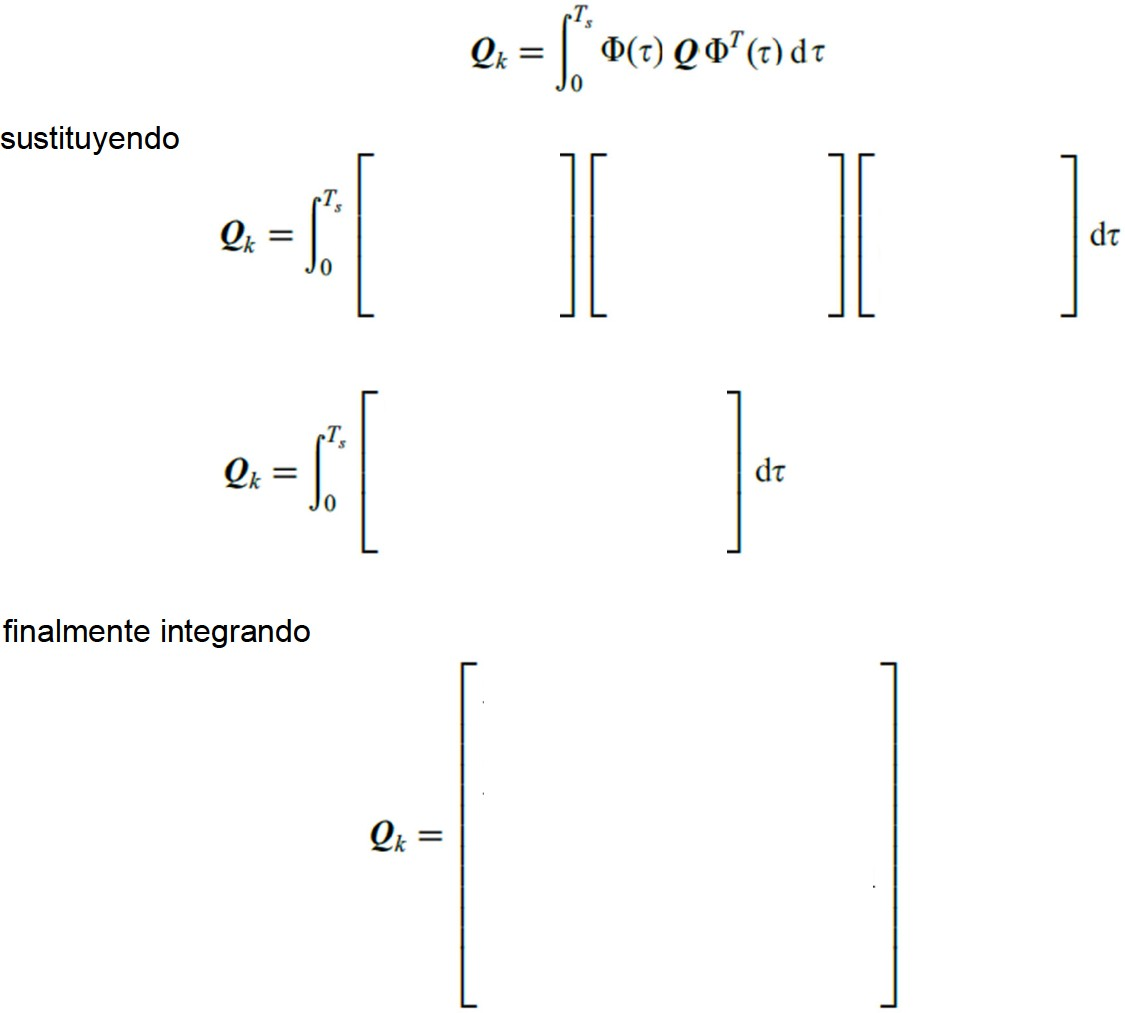 Q_k = ∫_0^{T_s} Φ(τ) Q Φ^T(τ) dτ
sustituyendo
Q_k = ∫_0^{T_s} [ ] [ ] [ ] dτ
Q_k = ∫_0^{T_s} [ ] dτ
finalmente integrando
Q_k = [ ]